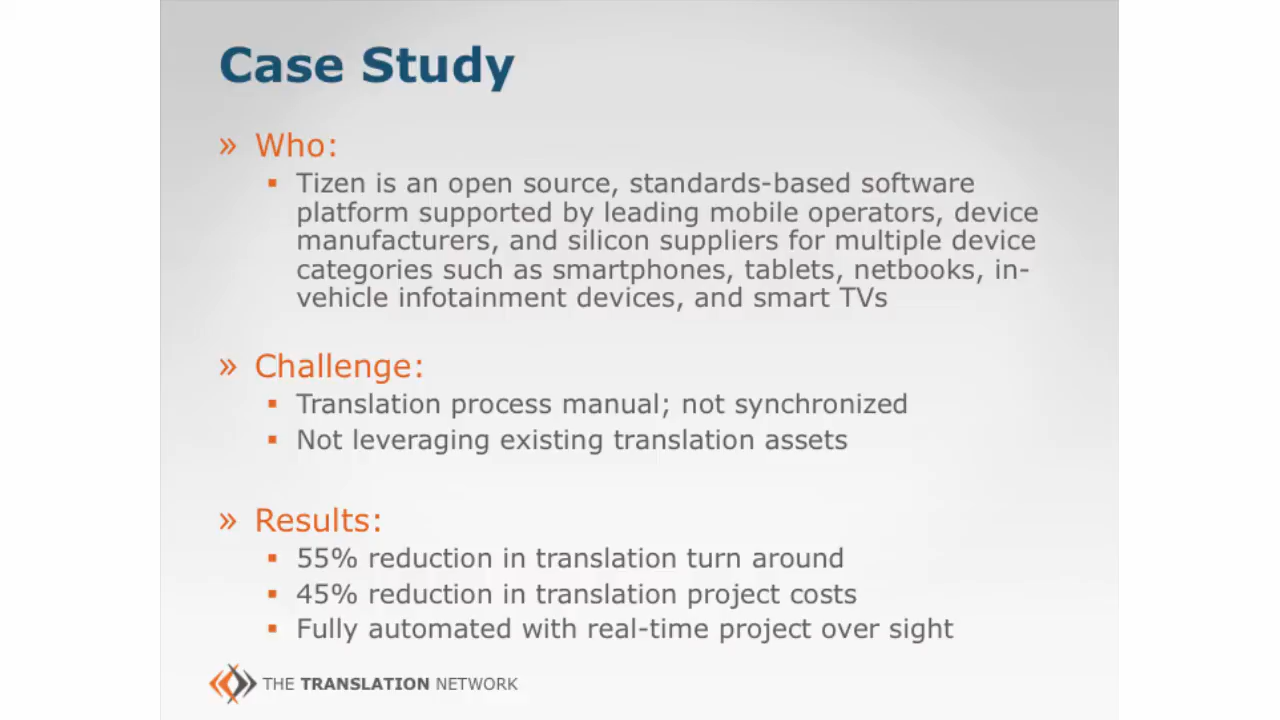 Case Study
» Who:
▪ Tizen is an open source, standards-based software
platform supported by leading mobile operators, device
manufacturers, and silicon suppliers for multiple device
categories such as smartphones, tablets, netbooks, in-
vehicle infotainment devices, and smart TVs
» Challenge:
▪ Translation process manual; not synchronized
▪ Not leveraging existing translation assets
» Results:
▪ 55% reduction in translation turn around
▪ 45% reduction in translation project costs
▪ Fully automated with real-time project over sight
THE TRANSLATION NETWORK